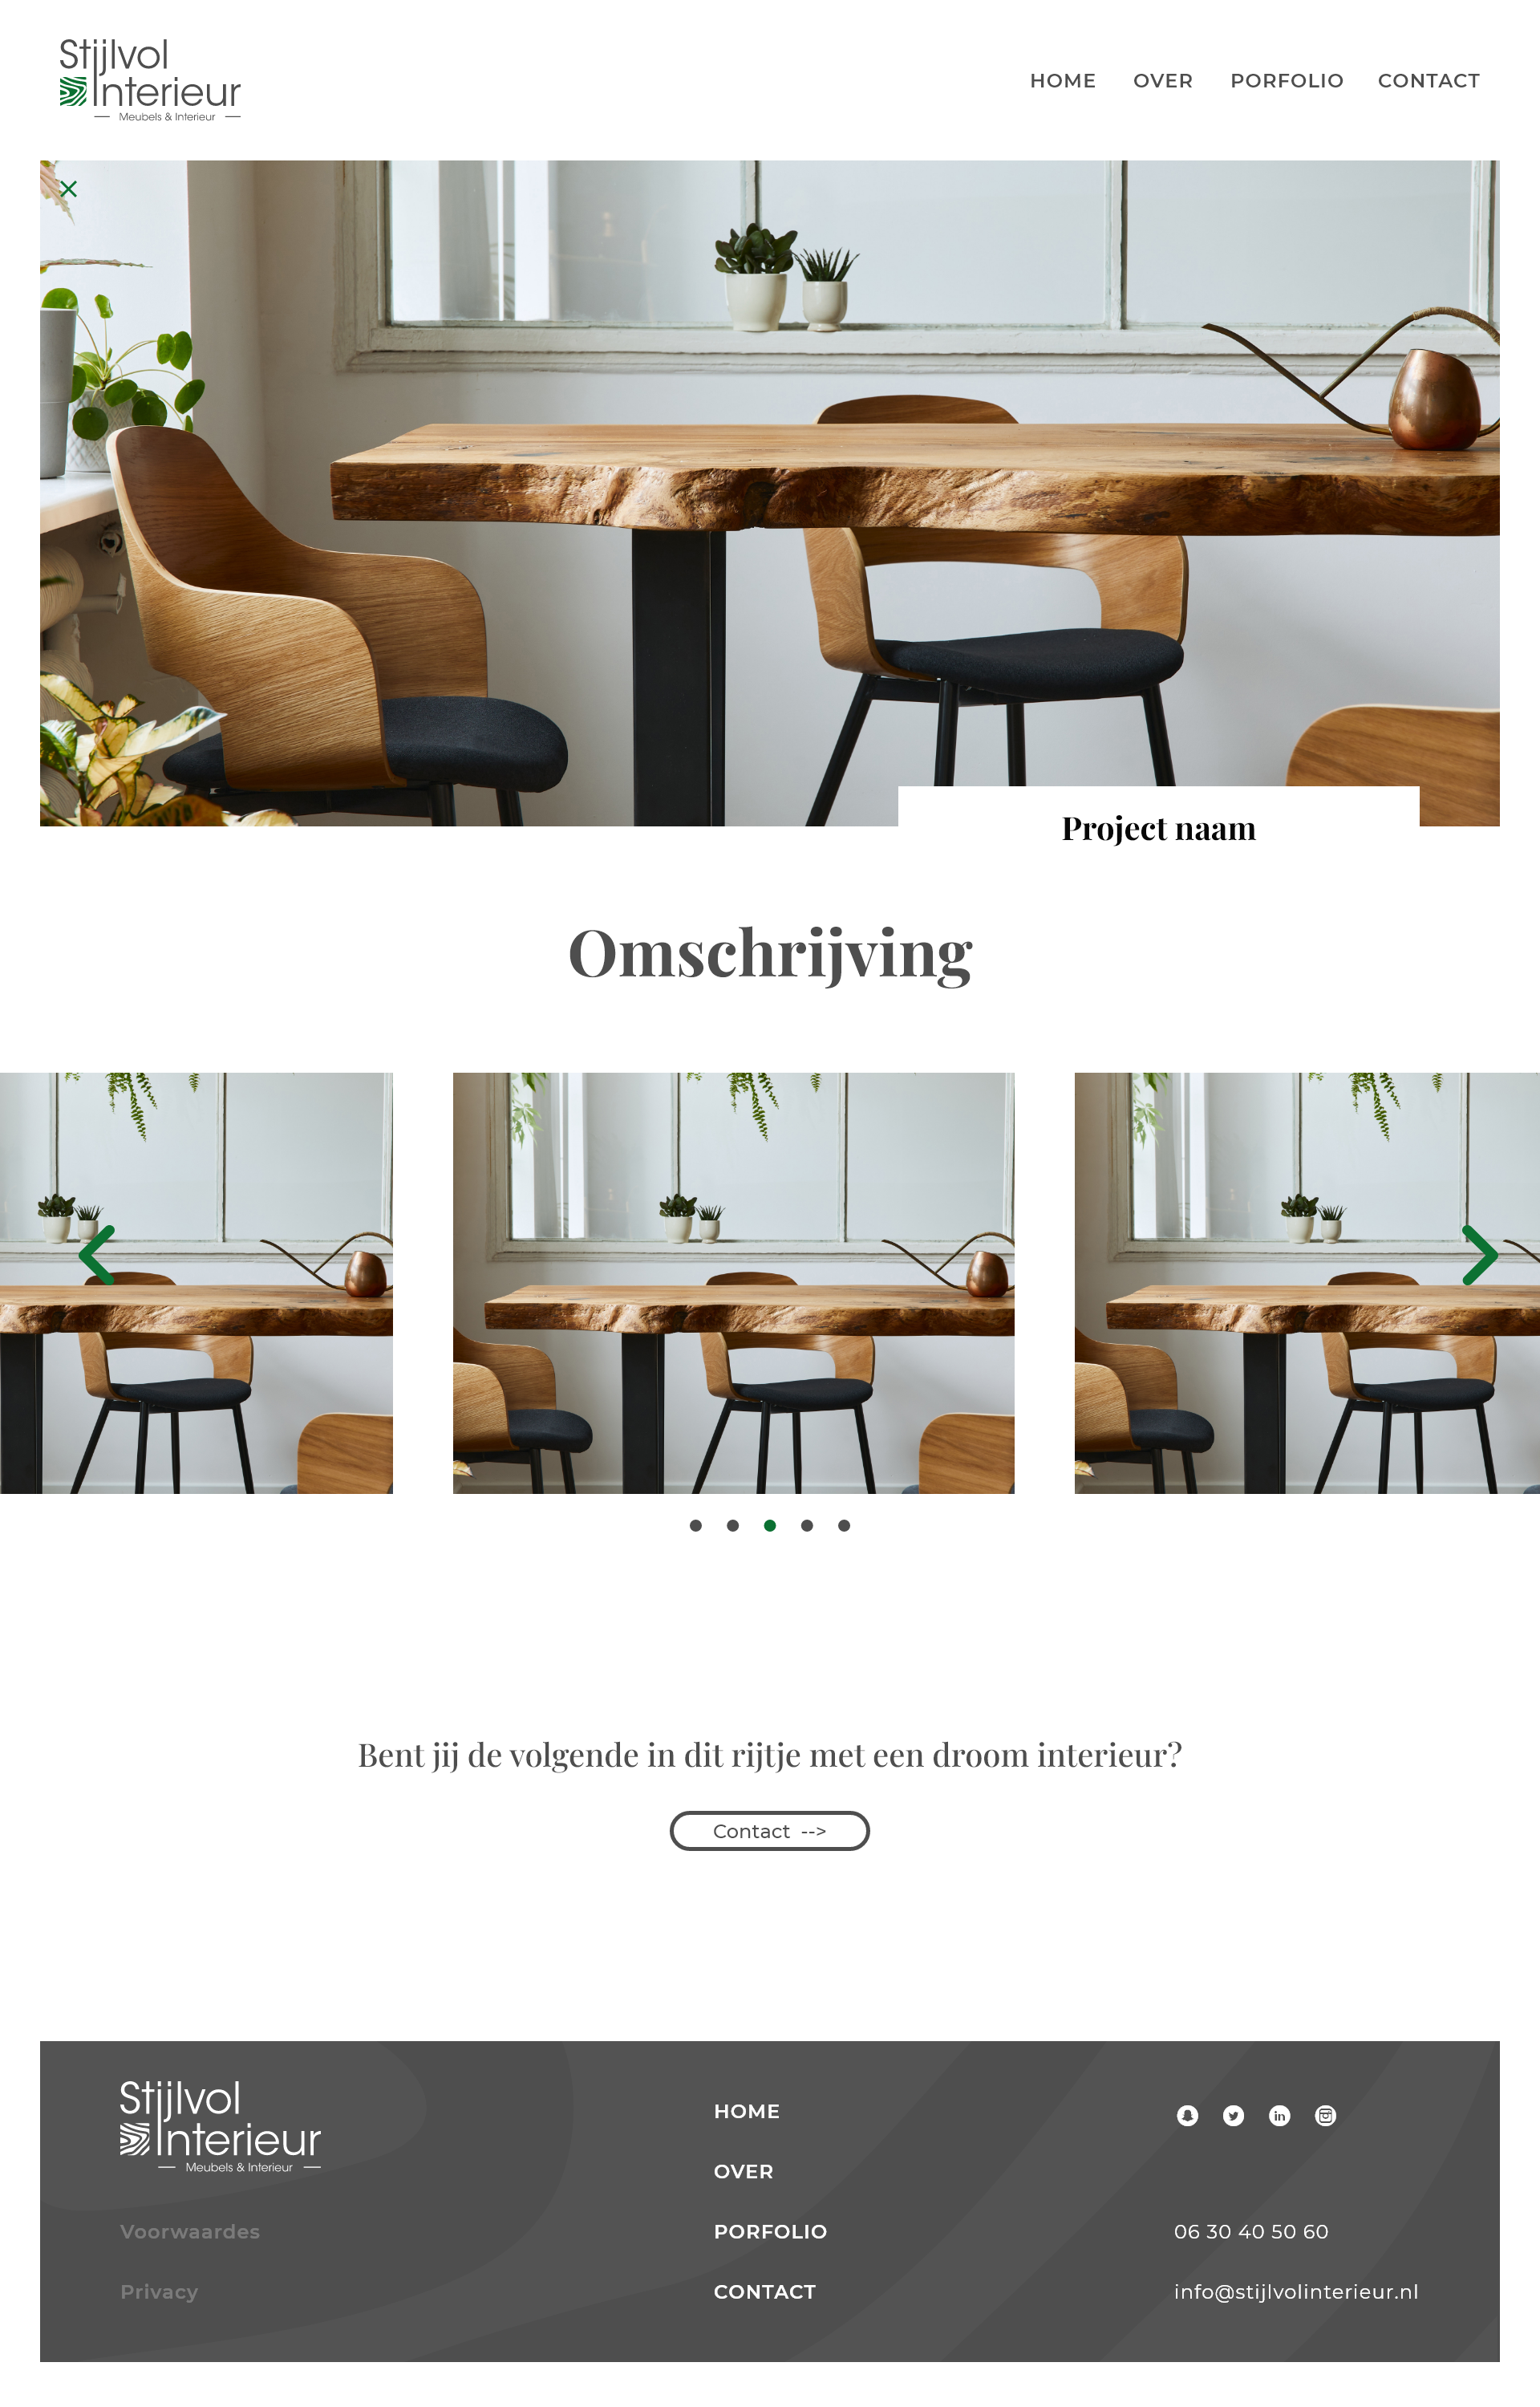 Stijlvol
Interieur
Meubels & Interieur
HOME OVER PORFOLIO CONTACT
Project naam
Omschrijving
Bent jij de volgende in dit rijtje met een droom interieur?
Contact -->
Stijlvol
Interieur
Meubels & Interieur
Voorwaardes
Privacy
HOME
OVER
PORFOLIO
CONTACT
in
06 30 40 50 60
info@stijlvolinterieur.nl